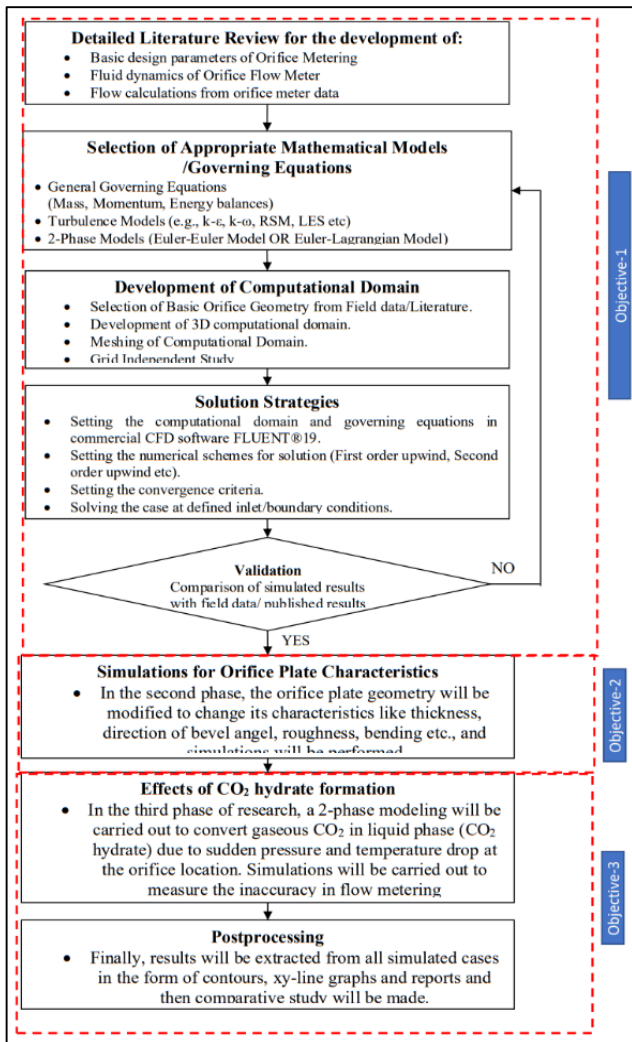 Detailed Literature Review for the development of:
• Basic design parameters of Orifice Metering
• Fluid dynamics of Orifice Flow Meter
• Flow calculations from orifice meter data
Selection of Appropriate Mathematical Models
/Governing Equations
• General Governing Equations
(Mass, Momentum, Energy balances)
• Turbulence Models (e.g., k-ε, k-ω, RSM, LES etc)
• 2-Phase Models (Euler-Euler Model OR Euler-Lagrangian Model)
Development of Computational Domain
• Selection of Basic Orifice Geometry from Field data/Literature.
• Development of 3D computational domain.
• Meshing of Computational Domain.
• Grid Independent Study
Solution Strategies
• Setting the computational domain and governing equations in
commercial CFD software FLUENT®19.
• Setting the numerical schemes for solution (First order upwind, Second
order upwind etc).
• Setting the convergence criteria.
• Solving the case at defined inlet/boundary conditions.
Validation
Comparison of simulated results
with field data/ published results
NO
YES
Objective-1
Simulations for Orifice Plate Characteristics
• In the second phase, the orifice plate geometry will be
modified to change its characteristics like thickness,
direction of bevel angel, roughness, bending etc., and
simulations will be performed
Objective-2
Effects of CO₂ hydrate formation
• In the third phase of research, a 2-phase modeling will be
carried out to convert gaseous CO₂ in liquid phase (CO₂
hydrate) due to sudden pressure and temperature drop at
the orifice location. Simulations will be carried out to
measure the inaccuracy in flow metering
Postprocessing
• Finally, results will be extracted from all simulated cases
in the form of contours, xy-line graphs and reports and
then comparative study will be made.
Objective-3